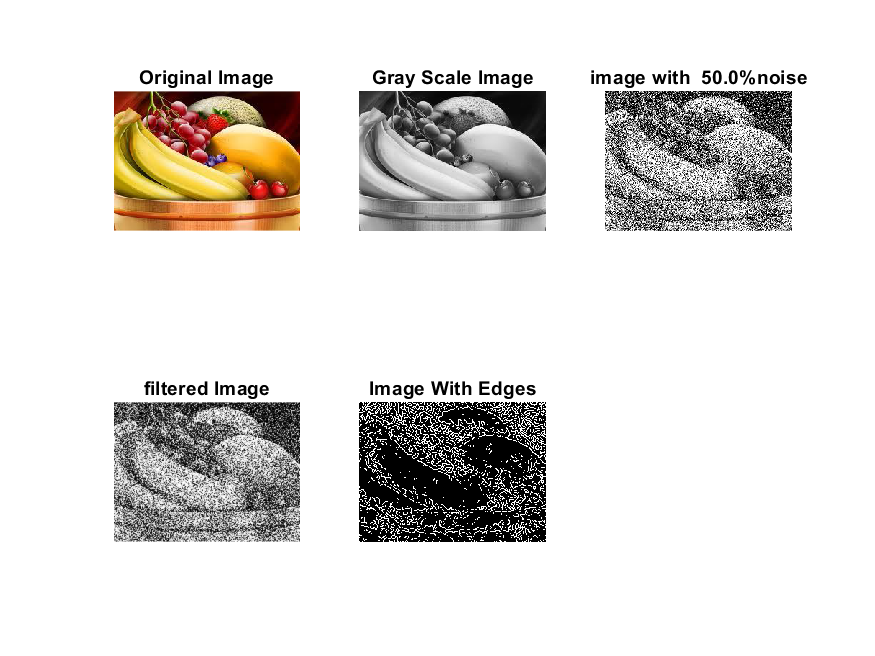 Original Image
Gray Scale Image
image with  50.0%noise
filtered Image
Image With Edges